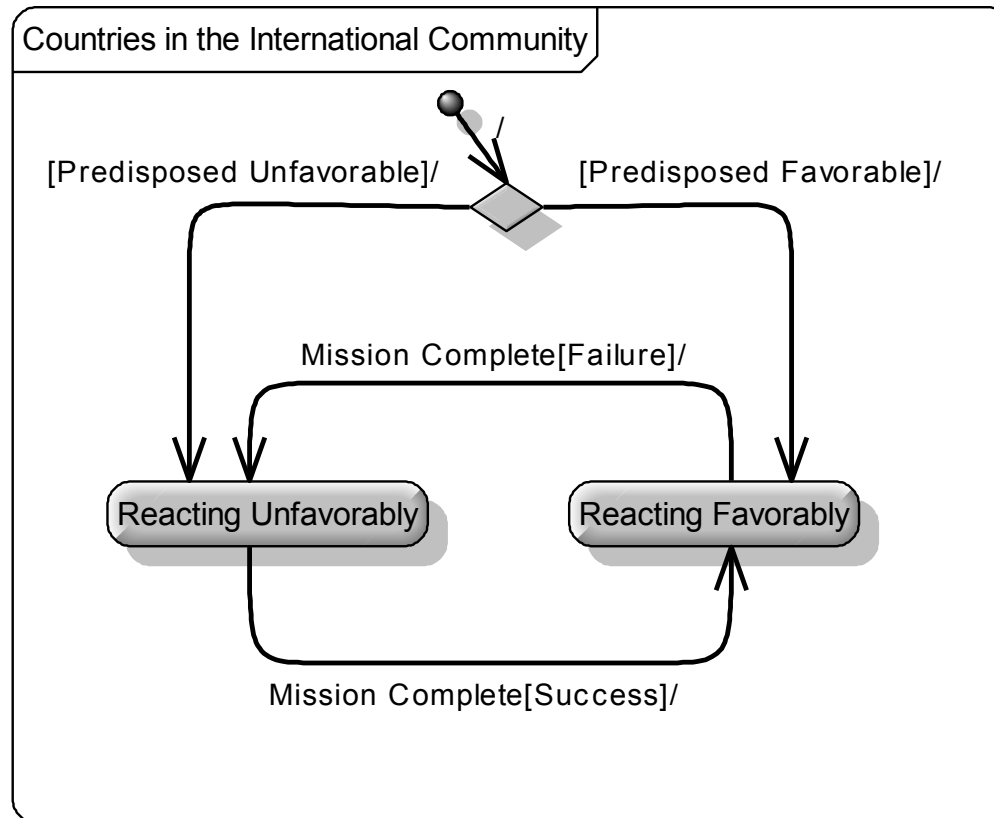 Countries in the International Community
/
[Predisposed Unfavorable]/
[Predisposed Favorable]/
Mission Complete[Failure]/
Reacting Unfavorably
Reacting Favorably
Mission Complete[Success]/